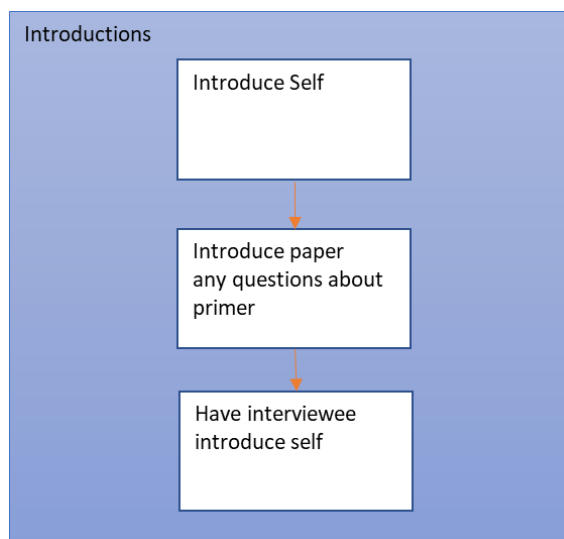 Introductions
Introduce Self
Introduce paper
any questions about
primer
Have interviewee
introduce self